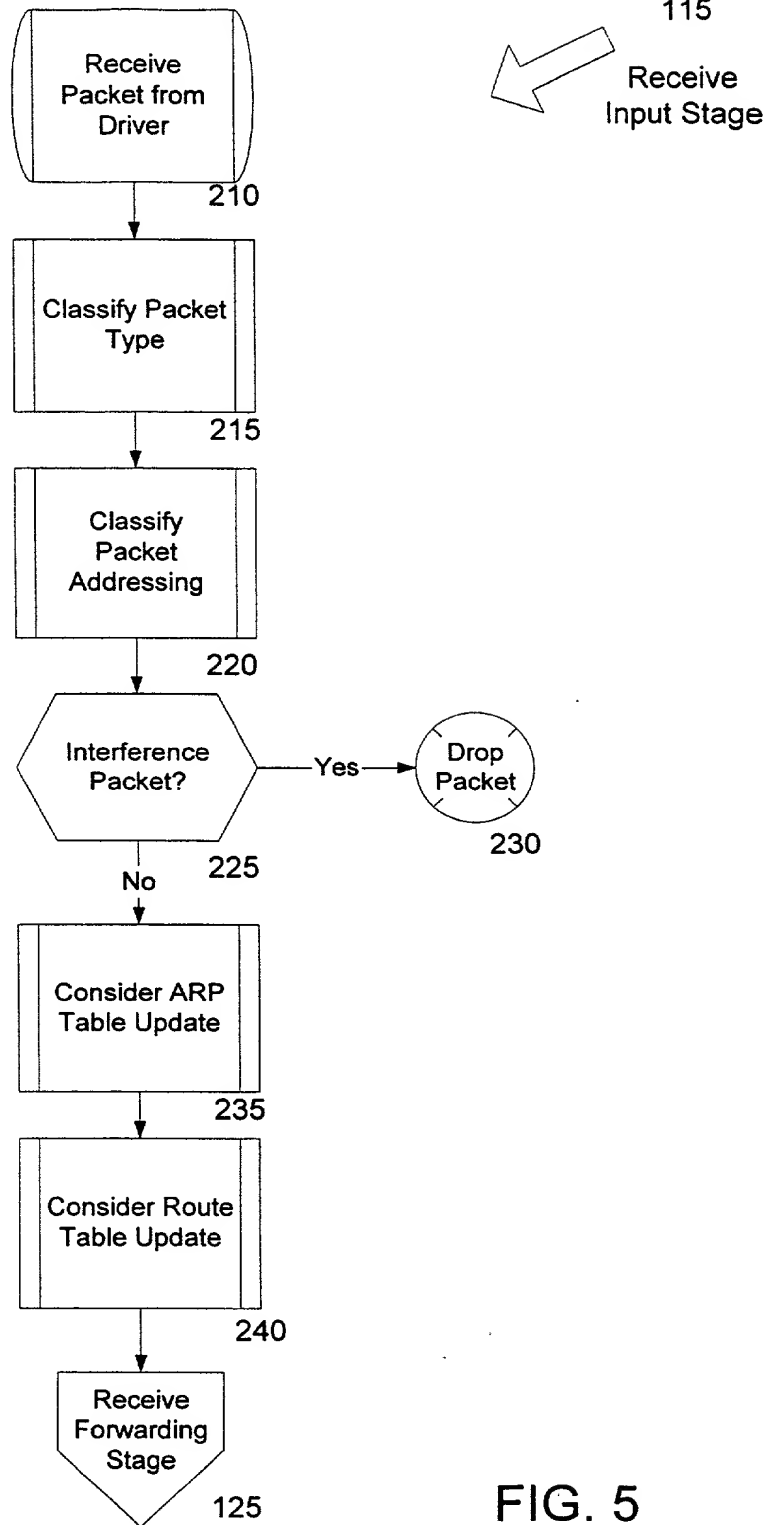 115
Receive
Input Stage
Receive
Packet from
Driver
210
Classify Packet
Type
215
Classify
Packet
Addressing
220
Interference
Packet?
225
Yes
Drop
Packet
230
No
Consider ARP
Table Update
235
Consider Route
Table Update
240
Receive
Forwarding
Stage
125
FIG. 5